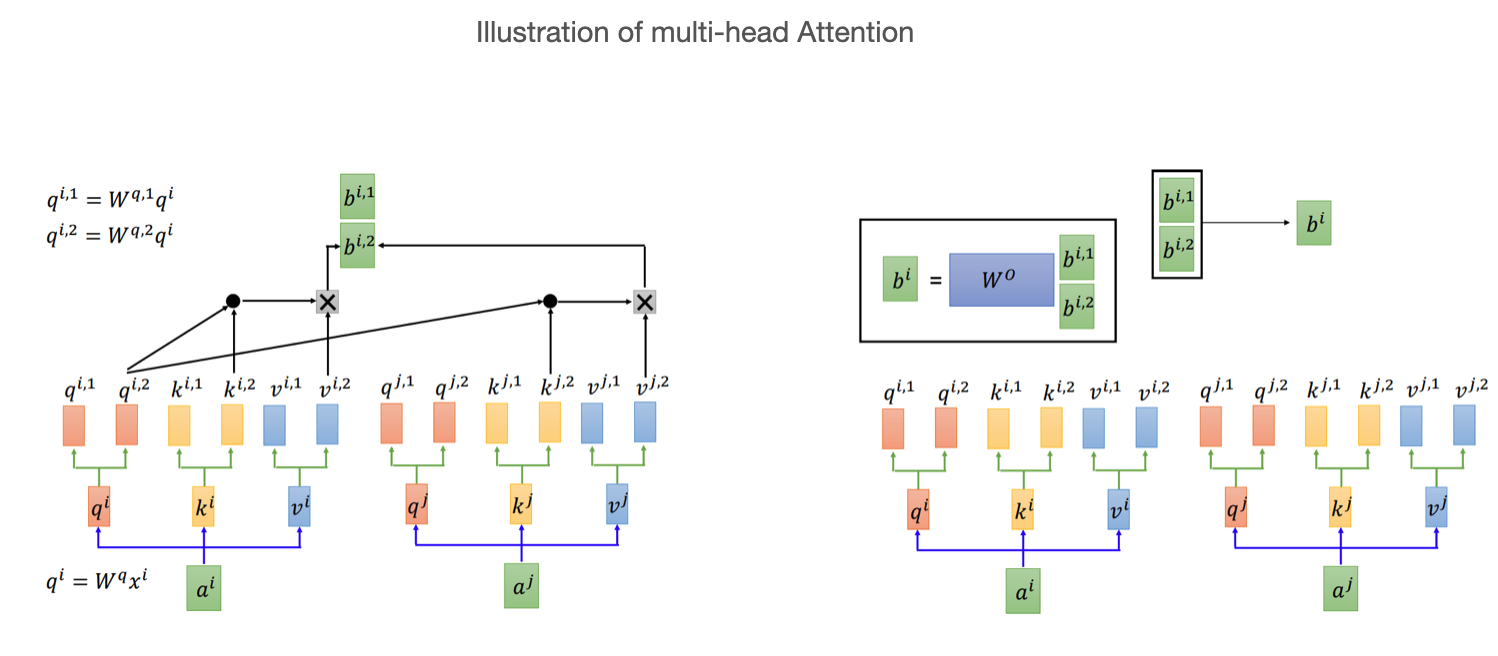 Illustration of multi-head Attention
q^{i,1} = W^{q,1}q^i
q^{i,2} = W^{q,2}q^i
b^{i,1}
b^{i,2}
q^{i,1} q^{i,2} k^{i,1} k^{i,2} v^{i,1} v^{i,2} q^{j,1} q^{j,2} k^{j,1} k^{j,2} v^{j,1} v^{j,2}
q^i k^i v^i q^j k^j v^j
q^i = W^q x^i
a^i a^j
b^{i,1}
b^{i,2}
b^i
b^i = W^O b^{i,1}
b^{i,2}
q^{i,1} q^{i,2} k^{i,1} k^{i,2} v^{i,1} v^{i,2} q^{j,1} q^{j,2} k^{j,1} k^{j,2} v^{j,1} v^{j,2}
q^i k^i v^i q^j k^j v^j
a^i a^j